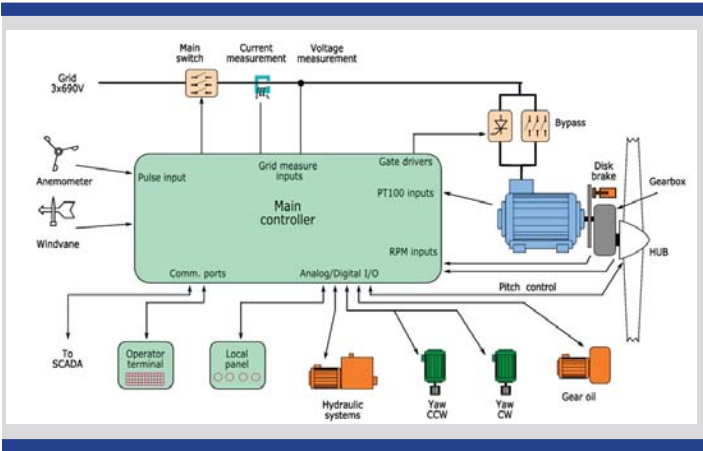 Main
switch
Current
measurement
Voltage
measurement
Grid
3x690V
Bypass
Disk
brake
Gearbox
Anemometer
Pulse input
Grid measure
inputs
Gate drivers
PT100 inputs
Main
controller
Windvane
RPM inputs
HUB
Comm. ports
Analog/Digital I/O
Pitch control
To
SCADA
Operator
terminal
Local
panel
Hydraulic
systems
Yaw
CCW
Yaw
CW
Gear oil